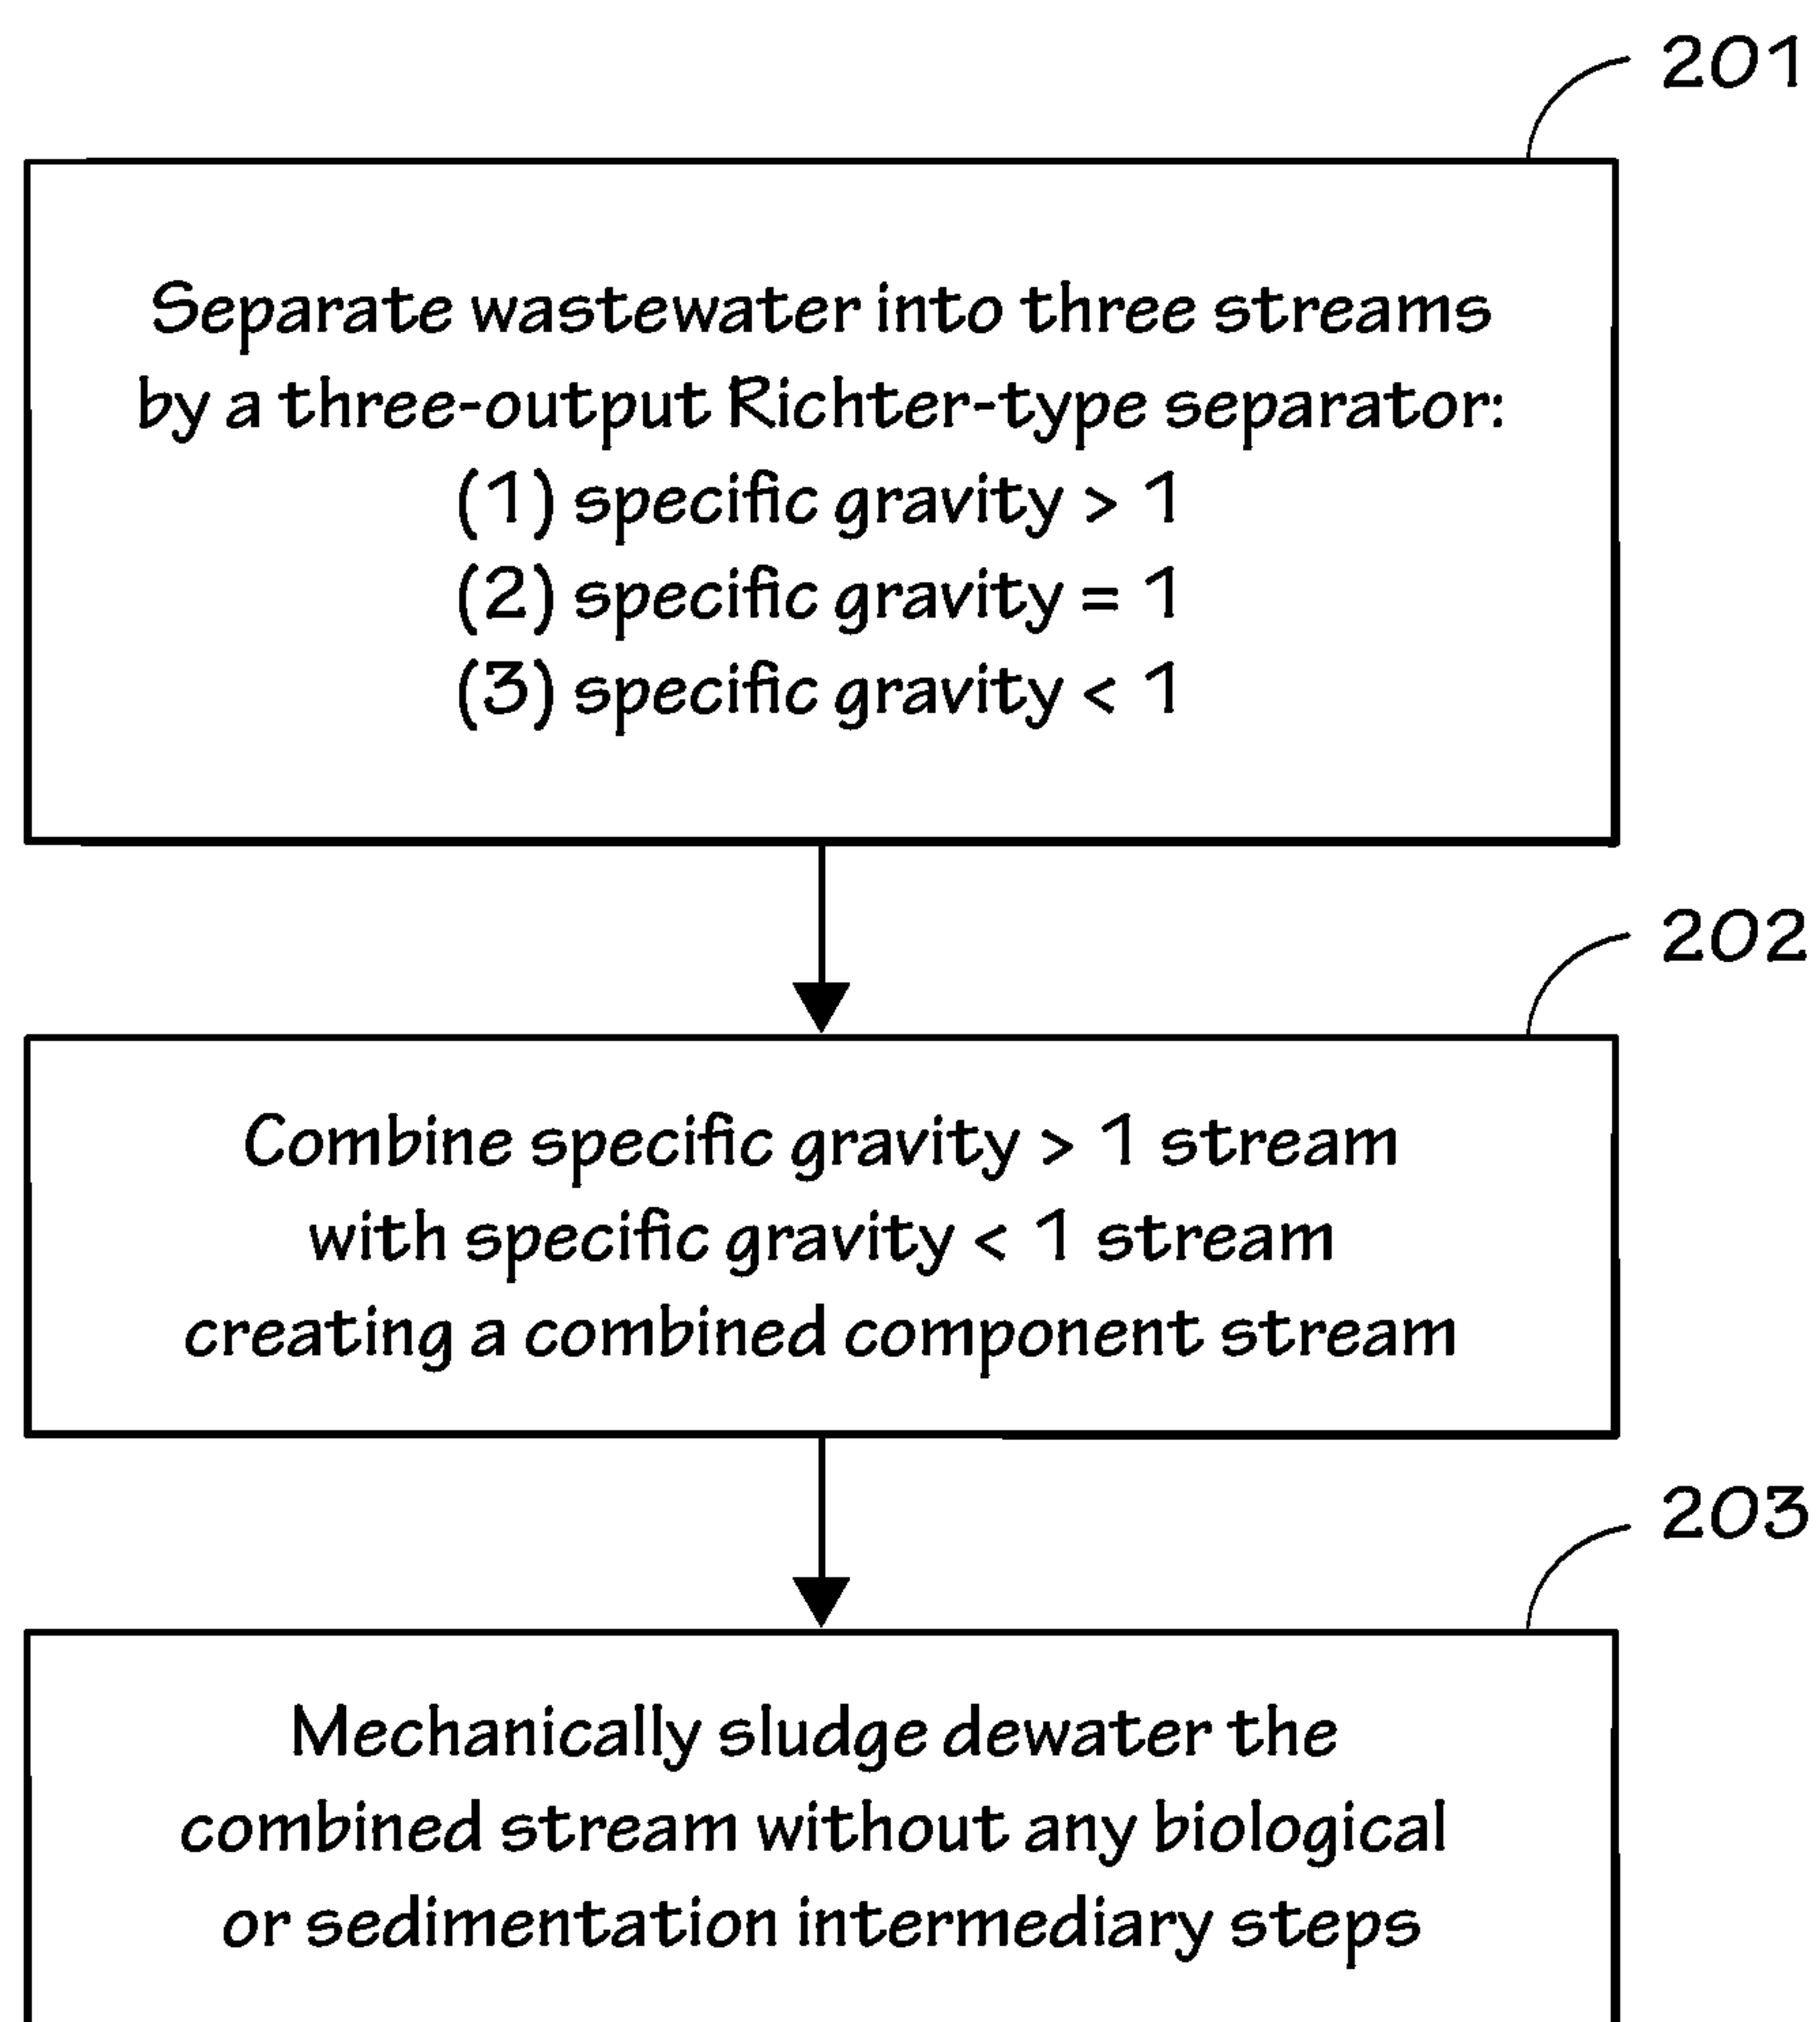 201
Separate wastewater into three streams
by a three-output Richter-type separator:
(1) specific gravity > 1
(2) specific gravity = 1
(3) specific gravity < 1
202
Combine specific gravity > 1 stream
with specific gravity < 1 stream
creating a combined component stream
203
Mechanically sludge dewater the
combined stream without any biological
or sedimentation intermediary steps